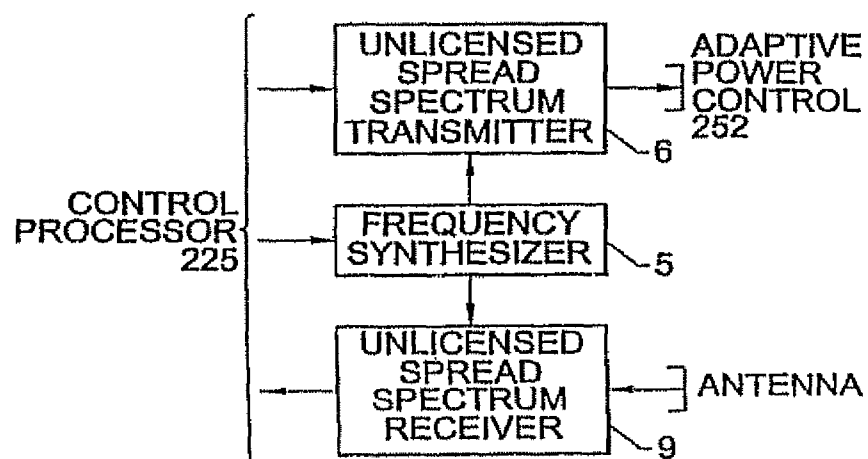 UNLICENSED
SPREAD
SPECTRUM
TRANSMITTER
6
ADAPTIVE
POWER
CONTROL
252
CONTROL
PROCESSOR
225
FREQUENCY
SYNTHESIZER
5
UNLICENSED
SPREAD
SPECTRUM
RECEIVER
9
ANTENNA